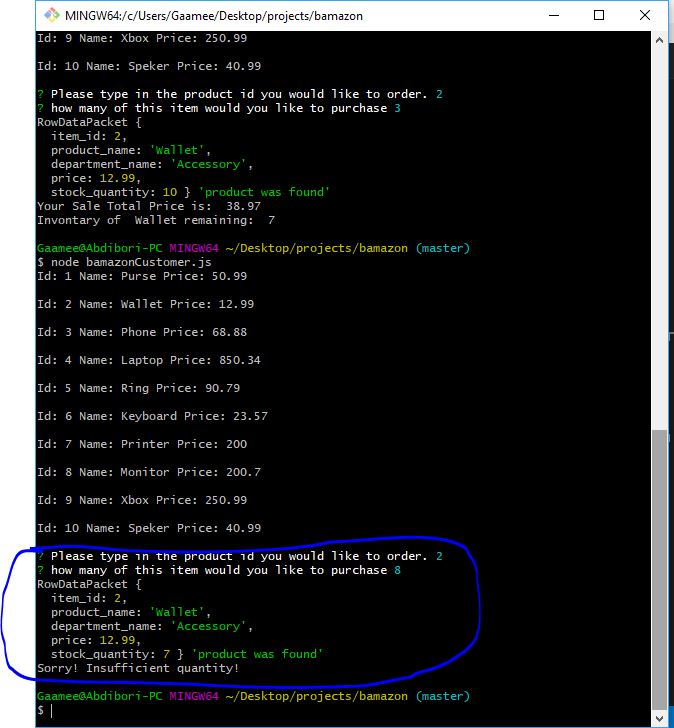 MINGW64:/c/Users/Gaamee/Desktop/projects/bamazon
Id: 9 Name: Xbox Price: 250.99
Id: 10 Name: Speker Price: 40.99
? Please type in the product id you would like to order. 2
? how many of this item would you like to purchase 3
RowDataPacket {
item_id: 2,
product_name: 'Wallet',
department_name: 'Accessory',
price: 12.99,
stock_quantity: 10 } 'product was found'
Your Sale Total Price is:  38.97
Invontary of  Wallet remaining:  7
Gaamee@Abdibori-PC MINGW64 ~/Desktop/projects/bamazon (master)
$ node bamazonCustomer.js
Id: 1 Name: Purse Price: 50.99
Id: 2 Name: Wallet Price: 12.99
Id: 3 Name: Phone Price: 68.88
Id: 4 Name: Laptop Price: 850.34
Id: 5 Name: Ring Price: 90.79
Id: 6 Name: Keyboard Price: 23.57
Id: 7 Name: Printer Price: 200
Id: 8 Name: Monitor Price: 200.7
Id: 9 Name: Xbox Price: 250.99
Id: 10 Name: Speker Price: 40.99
? Please type in the product id you would like to order. 2
? how many of this item would you like to purchase 8
RowDataPacket {
item_id: 2,
product_name: 'Wallet',
department_name: 'Accessory',
price: 12.99,
stock_quantity: 7 } 'product was found'
Sorry! Insufficient quantity!
Gaamee@Abdibori-PC MINGW64 ~/Desktop/projects/bamazon (master)
$